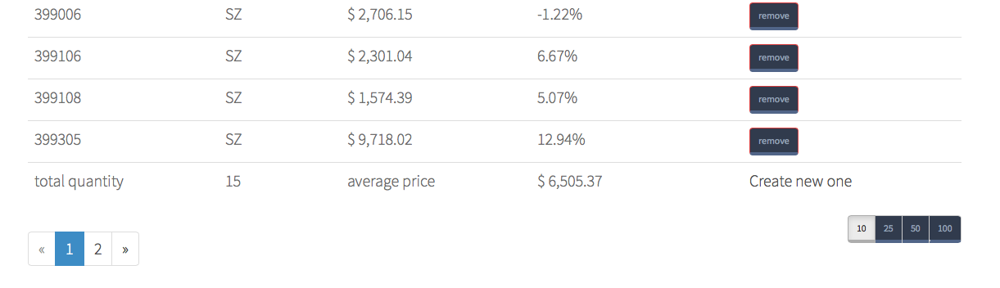 399006 SZ $ 2,706.15 -1.22% remove
399106 SZ $ 2,301.04 6.67% remove
399108 SZ $ 1,574.39 5.07% remove
399305 SZ $ 9,718.02 12.94% remove
total quantity 15 average price $ 6,505.37 Create new one
10 25 50 100
« 1 2 »